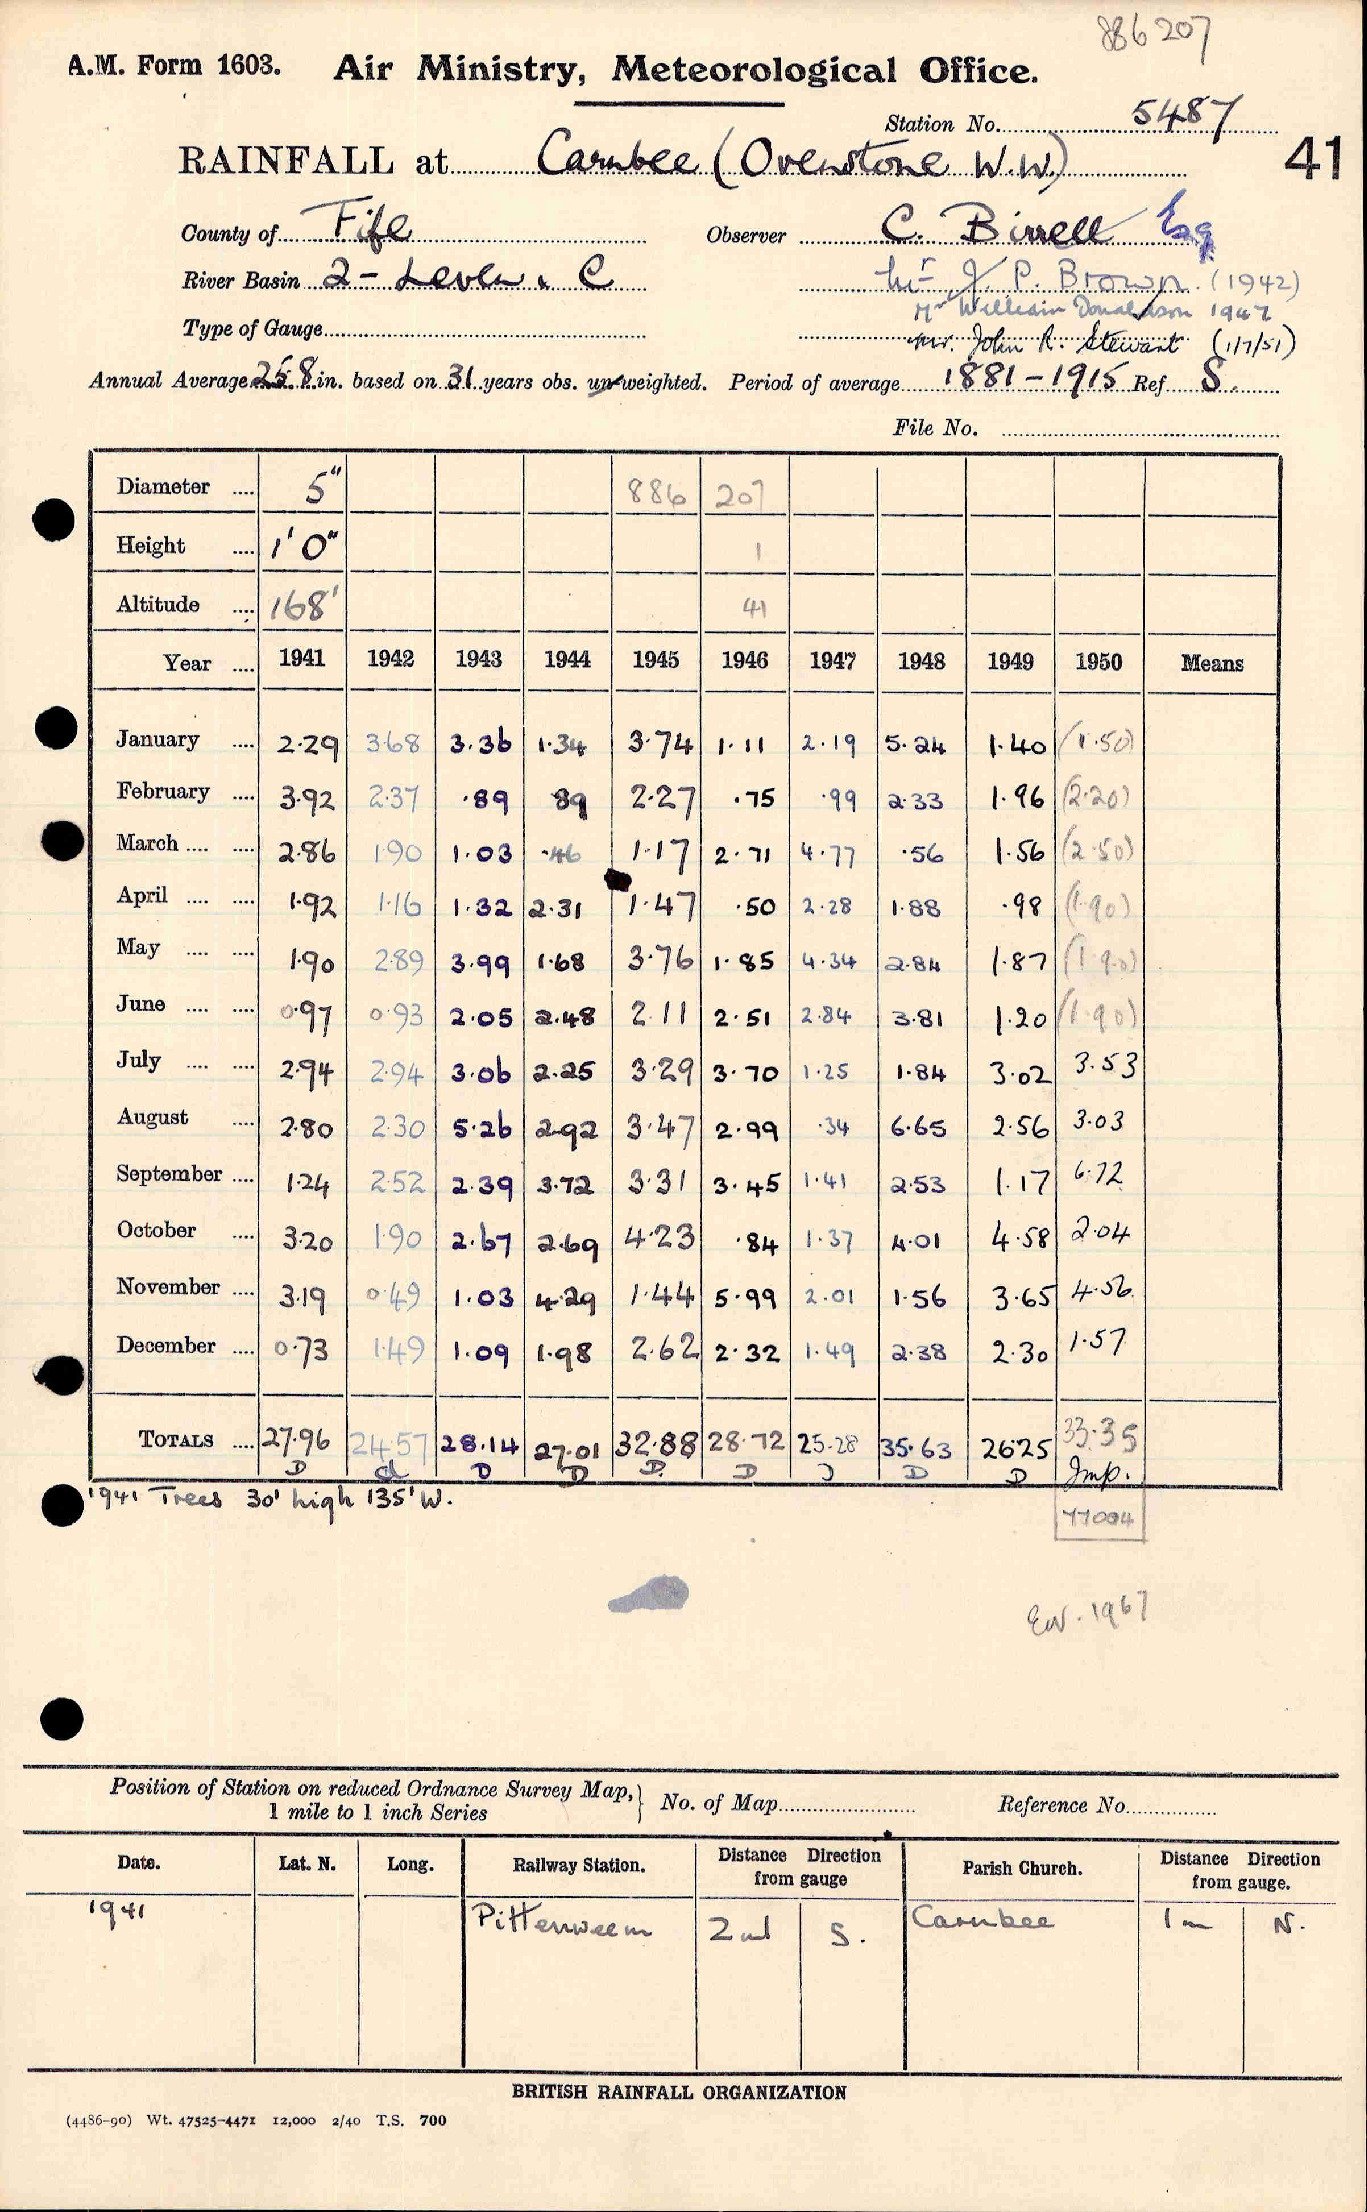 886207
A.M. Form 1603. Air Ministry, Meteorological Office.
Station No. 5487
41
RAINFALL at Carnbee (Ovenstone W.W.)
County of Fife Observer C. Birrell Esq
River Basin 2 - Leven & C Mr J. P. Brown. (1942)
Mr William Donaldson 1947
Type of Gauge Mr. John R. Stewart (1/7/51)
Annual Average 25.8 in. based on 31 years obs. un-weighted. Period of average 1881-1915 Ref S.
File No.
Diameter .... 5" 886 207
Height .... 1'0" 1
Altitude .... 168' 41
Year .... 1941 1942 1943 1944 1945 1946 1947 1948 1949 1950 Means
January .... 2.29 3.68 3.36 1.34 3.74 1.11 2.19 5.24 1.40 (1.50)
February .... 3.92 2.37 .89 .89 2.27 .75 .99 2.33 1.96 (2.20)
March .... .... 2.86 1.90 1.03 .46 1.17 2.71 4.77 .56 1.56 (2.50)
April .... .... 1.92 1.16 1.32 2.31 1.47 .50 2.28 1.88 .98 (1.90)
May .... .... 1.90 2.89 3.99 1.68 3.76 1.85 4.34 2.84 1.87 (1.90)
June .... .... 0.97 0.93 2.05 2.48 2.11 2.51 2.84 3.81 1.20 (1.90)
July .... .... 2.94 2.94 3.06 2.25 3.29 3.70 1.25 1.84 3.02 3.53
August .... 2.80 2.30 5.26 2.92 3.47 2.99 .34 6.65 2.56 3.03
September .... 1.24 2.52 2.39 3.72 3.31 3.45 1.41 2.53 1.17 6.72
October .... 3.20 1.90 2.67 2.69 4.23 .84 1.37 4.01 4.58 2.04
November .... 3.19 0.49 1.03 4.29 1.44 5.99 2.01 1.56 3.65 4.56
December .... 0.73 1.49 1.09 1.98 2.62 2.32 1.49 2.38 2.30 1.57
TOTALS .... 27.96 24.57 28.14 27.01 32.88 28.72 25.28 35.63 26.25 33.35
D d D D D. D D D D Imp.
1941 Trees 30' high 135' W.
77004
Ew. 1967
Position of Station on reduced Ordnance Survey Map, 1 mile to 1 inch Series } No. of Map Reference No.
Date. Lat. N. Long. Railway Station. Distance Direction from gauge Parish Church. Distance Direction from gauge.
1941 Pittenweem 2 ml S. Carnbee 1 m N.
BRITISH RAINFALL ORGANIZATION
(4486-90) Wt. 47525-4471 12,000 2/40 T.S. 700